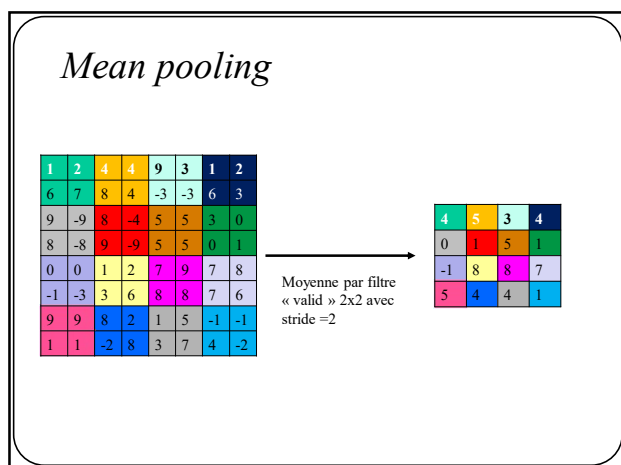 Mean pooling
1 2 4 4 9 3 1 2
6 7 8 4 -3 -3 6 3
9 -9 8 -4 5 5 3 0
8 -8 9 -9 5 5 0 1
0 0 1 2 7 9 7 8
-1 -3 3 6 8 8 7 6
9 9 8 2 1 5 -1 -1
1 1 -2 8 3 7 4 -2
Moyenne par filtre
« valid » 2x2 avec
stride =2
4 5 3 4
0 1 5 1
-1 8 8 7
5 4 4 1